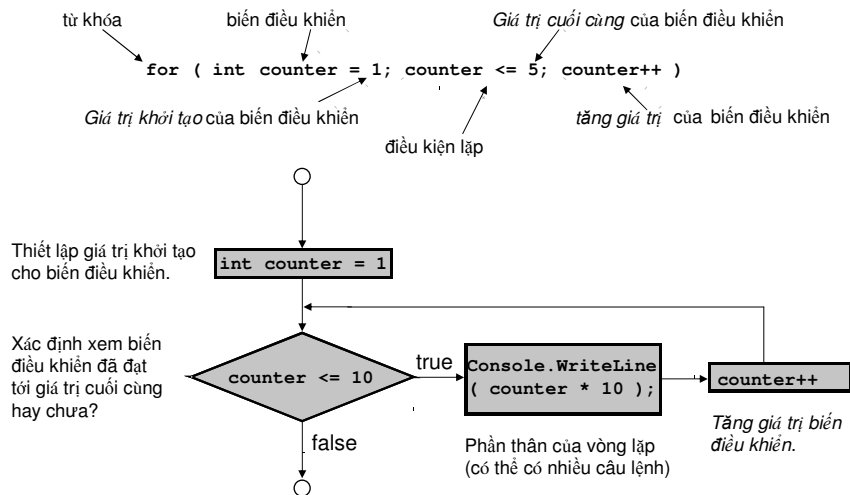 từ khóa biến điều khiển Giá trị cuối cùng của biến điều khiển
for ( int counter = 1; counter <= 5; counter++ )
Giá trị khởi tạo của biến điều khiển
tăng giá trị của biến điều khiển
điều kiện lặp
Thiết lập giá trị khởi tạo
cho biến điều khiển.
int counter = 1
Xác định xem biến
điều khiển đã đạt
tới giá trị cuối cùng
hay chưa?
counter <= 10
true
Console.WriteLine
( counter * 10 );
counter++
false
Phần thân của vòng lặp
(có thể có nhiều câu lệnh)
Tăng giá trị biến
điều khiển.